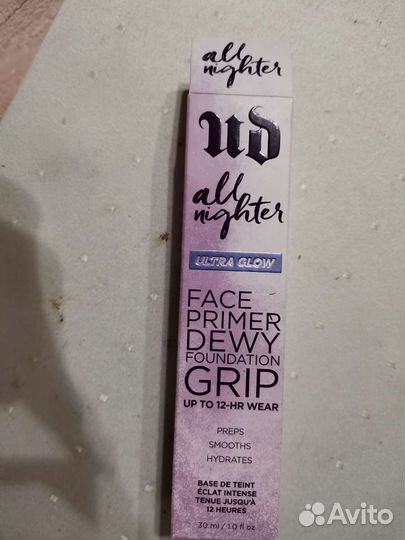 all
nighter
UD
all
nighter
ULTRA GLOW
FACE
PRIMER
DEWY
FOUNDATION
GRIP
UP TO 12-HR WEAR
PREPS
SMOOTHS
HYDRATES
BASE DE TEINT
ÉCLAT INTENSE
TENUE JUSQU'À
12 HEURES
30 ml / 1.0 fl oz
Avito